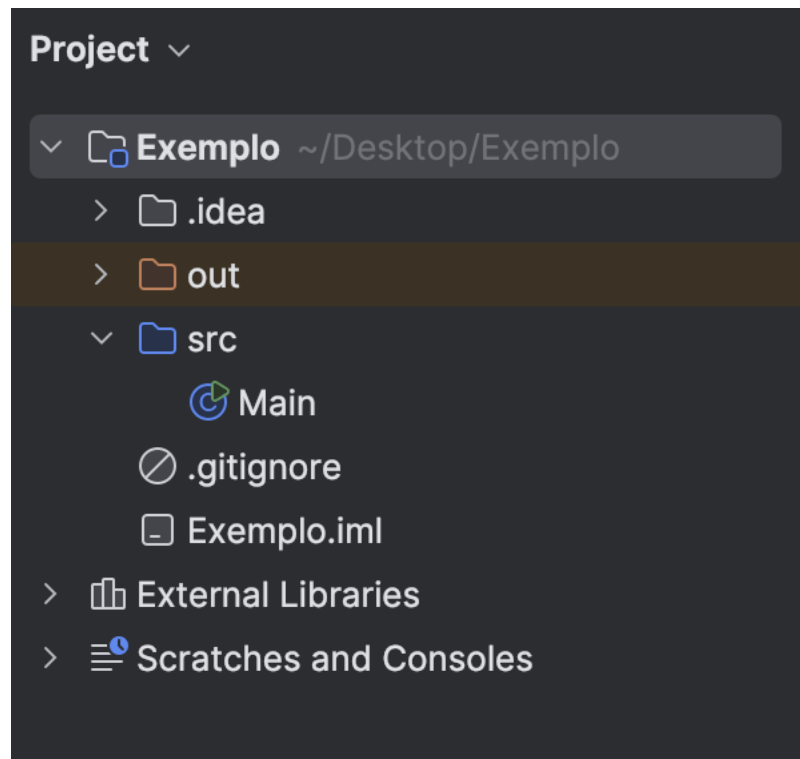 Project
Exemplo ~/Desktop/Exemplo
.idea
out
src
Main
.gitignore
Exemplo.iml
External Libraries
Scratches and Consoles